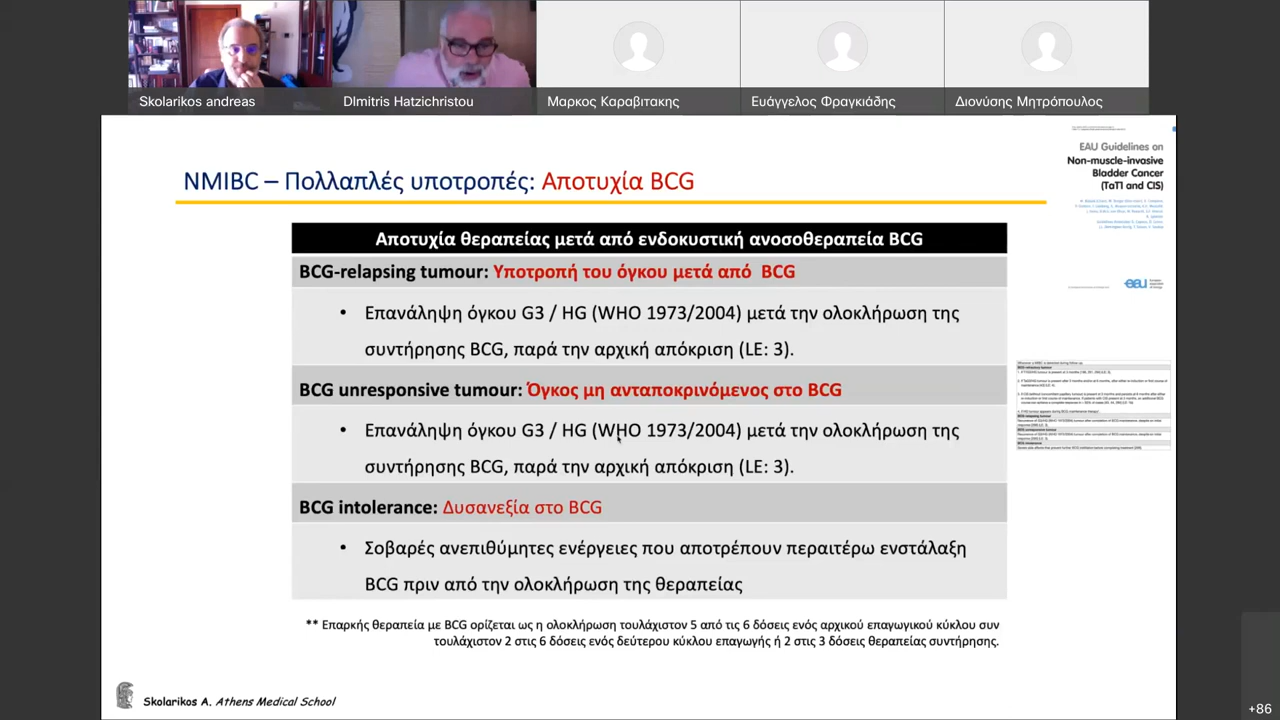 Skolarikos andreas
DImitris Hatzichristou
Μαρκος Καραβιτακης
Ευάγγελος Φραγκιάδης
Διονύσης Μητρόπουλος
EAU Guidelines on
Non-muscle-invasive
Bladder Cancer
(TaT1 and CIS)
eau
NMIBC – Πολλαπλές υποτροπές: Αποτυχία BCG
Αποτυχία θεραπείας μετά από ενδοκυστική ανοσοθεραπεία BCG
BCG-relapsing tumour: Υποτροπή του όγκου μετά από BCG
• Επανάληψη όγκου G3 / HG (WHO 1973/2004) μετά την ολοκλήρωση της
συντήρησης BCG, παρά την αρχική απόκριση (LE: 3).
BCG unresponsive tumour: Όγκος μη ανταποκρινόμενος στο BCG
Επανάληψη όγκου G3 / HG (WHO 1973/2004) μετά την ολοκλήρωση της
συντήρησης BCG, παρά την αρχική απόκριση (LE: 3).
BCG intolerance: Δυσανεξία στο BCG
• Σοβαρές ανεπιθύμητες ενέργειες που αποτρέπουν περαιτέρω ενστάλαξη
BCG πριν από την ολοκλήρωση της θεραπείας
** Επαρκής θεραπεία με BCG ορίζεται ως η ολοκλήρωση τουλάχιστον 5 από τις 6 δόσεις ενός αρχικού επαγωγικού κύκλου συν
τουλάχιστον 2 στις 6 δόσεις ενός δεύτερου κύκλου επαγωγής ή 2 στις 3 δόσεις θεραπείας συντήρησης.
Skolarikos A. Athens Medical School
+86